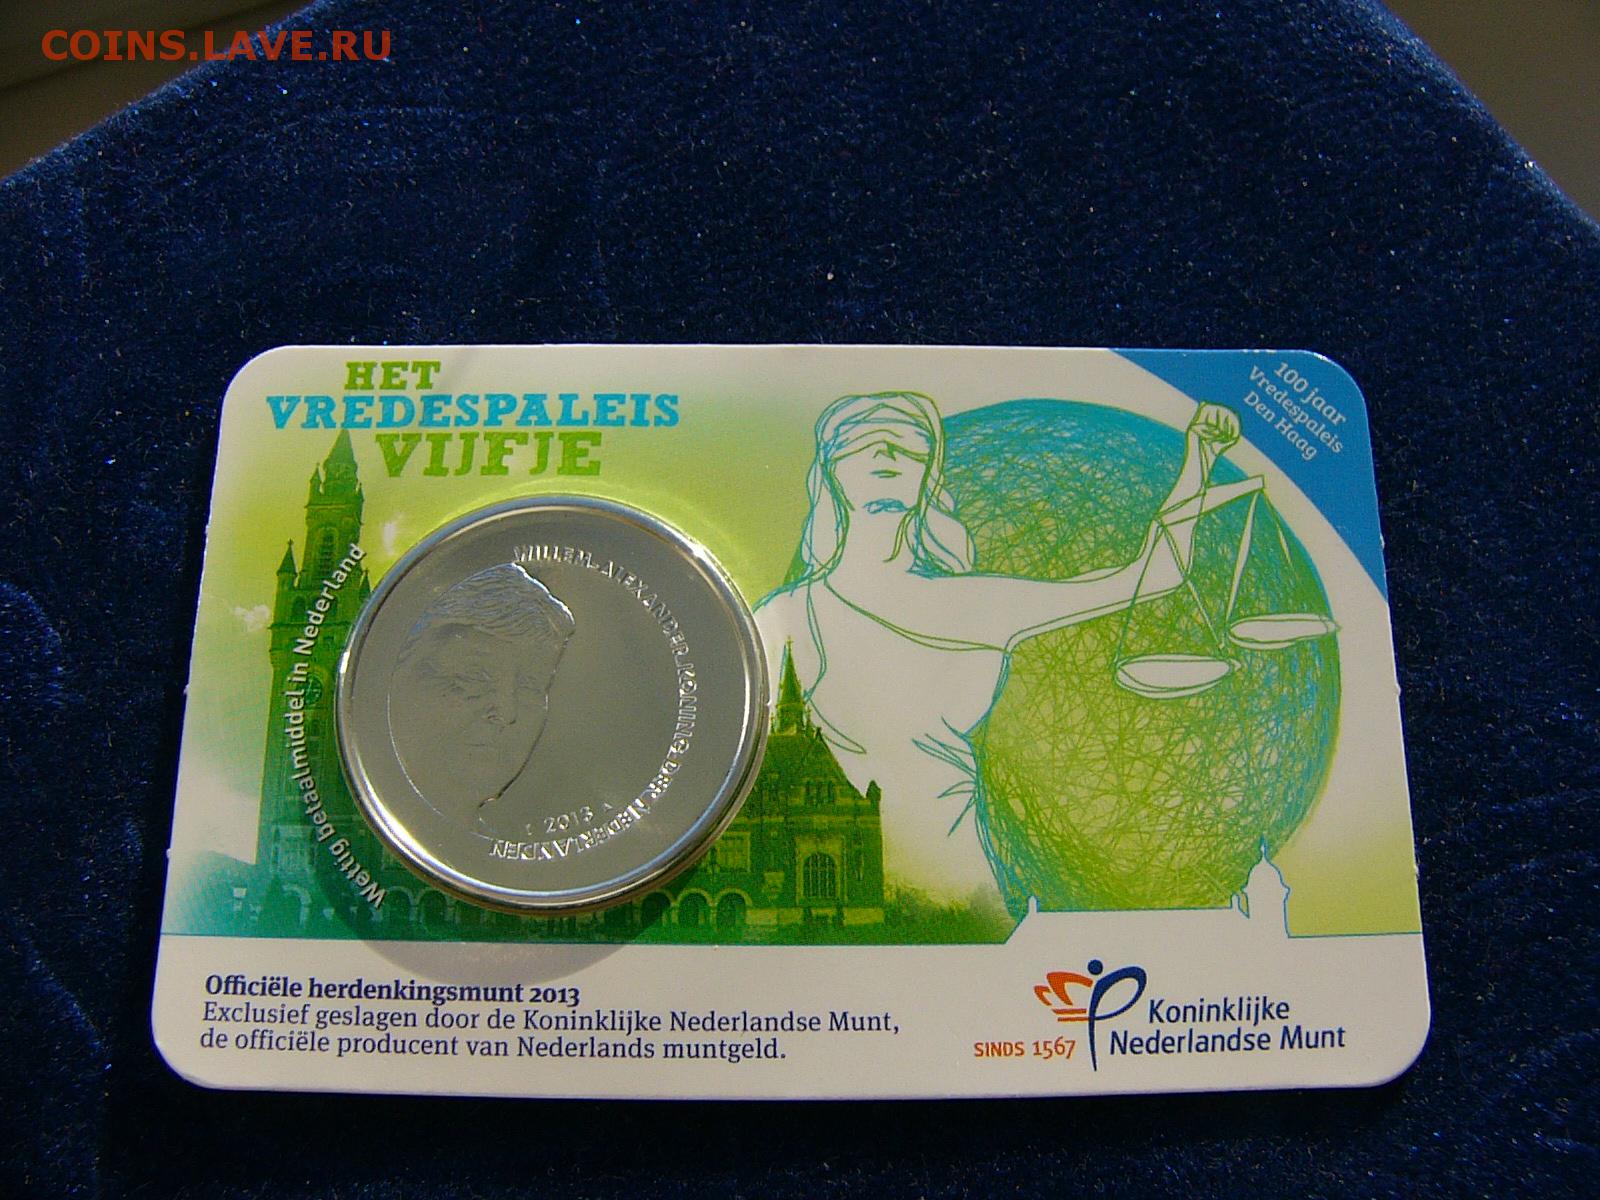 COINS.LAVE.RU
HET
VREDESPALEIS
VIJFJE
100 jaar
Vredespaleis
Den Haag
Wettig betaalmiddel in Nederland
WILLEM-ALEXANDER KONING DER NEDERLANDEN
2013
Officiële herdenkingsmunt 2013
Exclusief geslagen door de Koninklijke Nederlandse Munt,
de officiële producent van Nederlands muntgeld.
SINDS 1567
Koninklijke
Nederlandse Munt